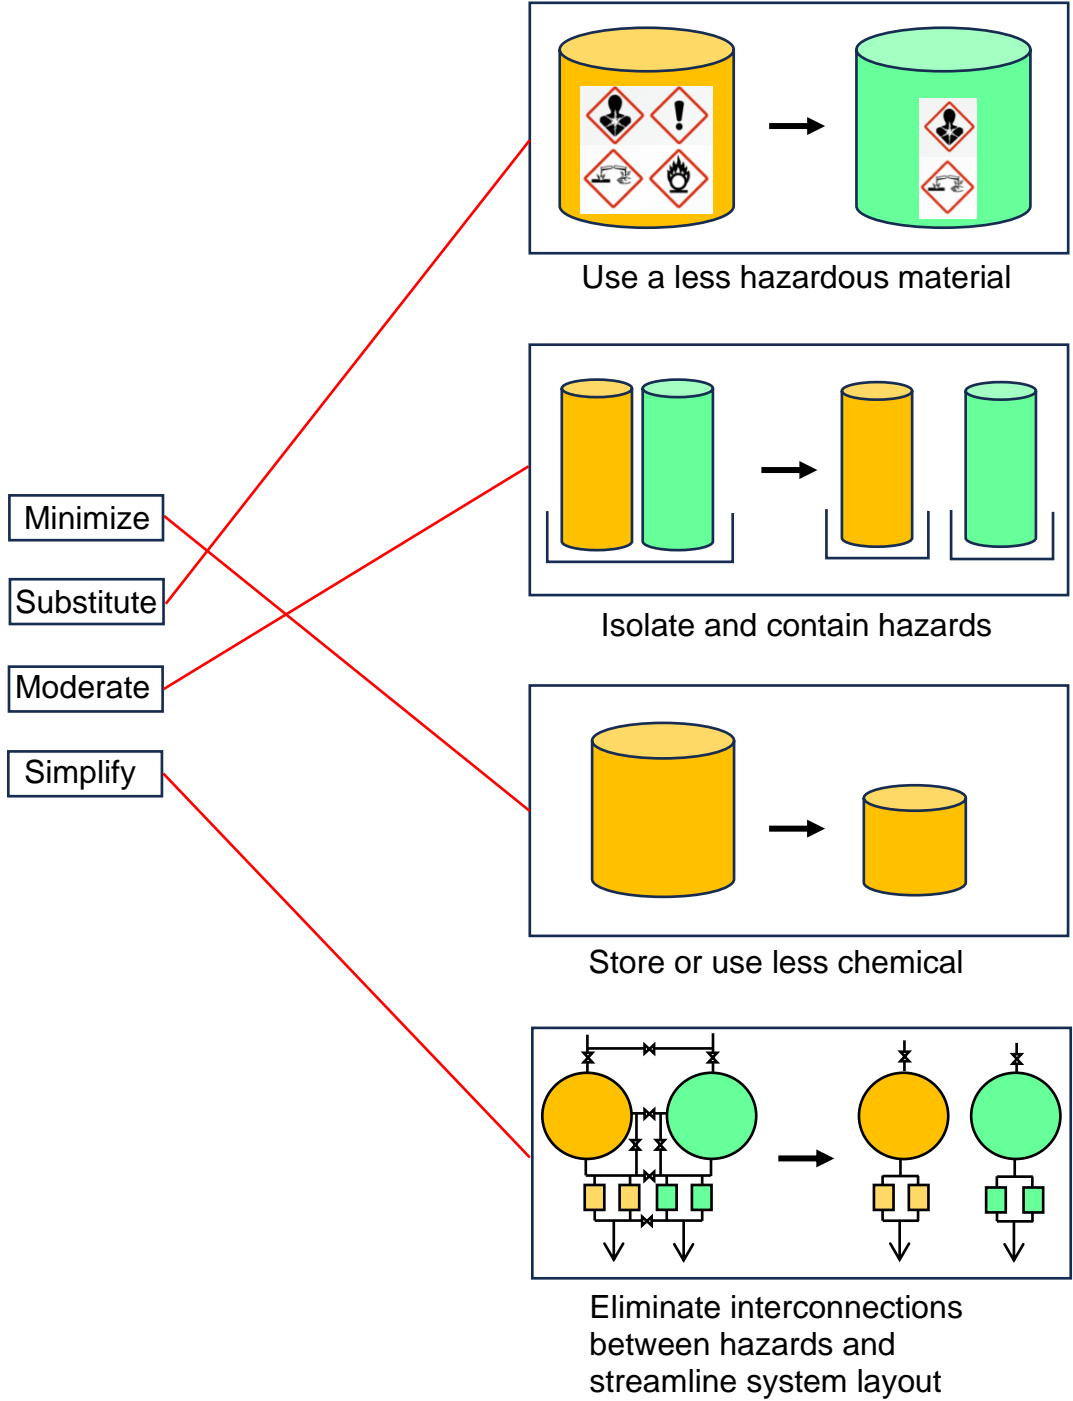 Use a less hazardous material
Isolate and contain hazards
Minimize
Substitute
Moderate
Simplify
Store or use less chemical
Eliminate interconnections
between hazards and
streamline system layout